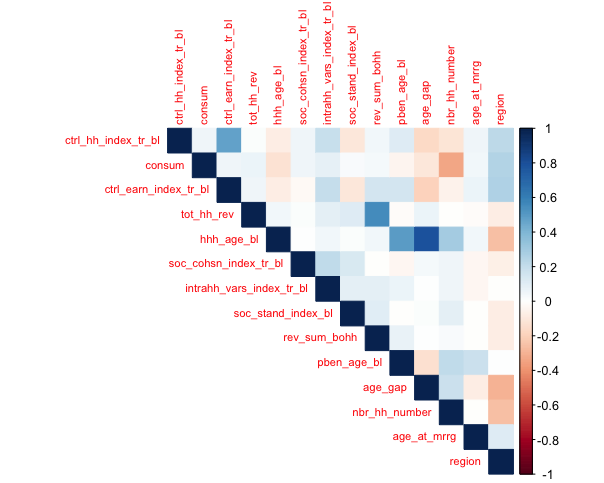 ctrl_hh_index_tr_bl
consum
ctrl_earn_index_tr_bl
tot_hh_rev
hhh_age_bl
soc_cohsn_index_tr_bl
intrahh_vars_index_tr_bl
soc_stand_index_bl
rev_sum_bohh
pben_age_bl
age_gap
nbr_hh_number
age_at_mrrg
region
ctrl_hh_index_tr_bl
consum
ctrl_earn_index_tr_bl
tot_hh_rev
hhh_age_bl
soc_cohsn_index_tr_bl
intrahh_vars_index_tr_bl
soc_stand_index_bl
rev_sum_bohh
pben_age_bl
age_gap
nbr_hh_number
age_at_mrrg
region
1
0.8
0.6
0.4
0.2
0
-0.2
-0.4
-0.6
-0.8
-1